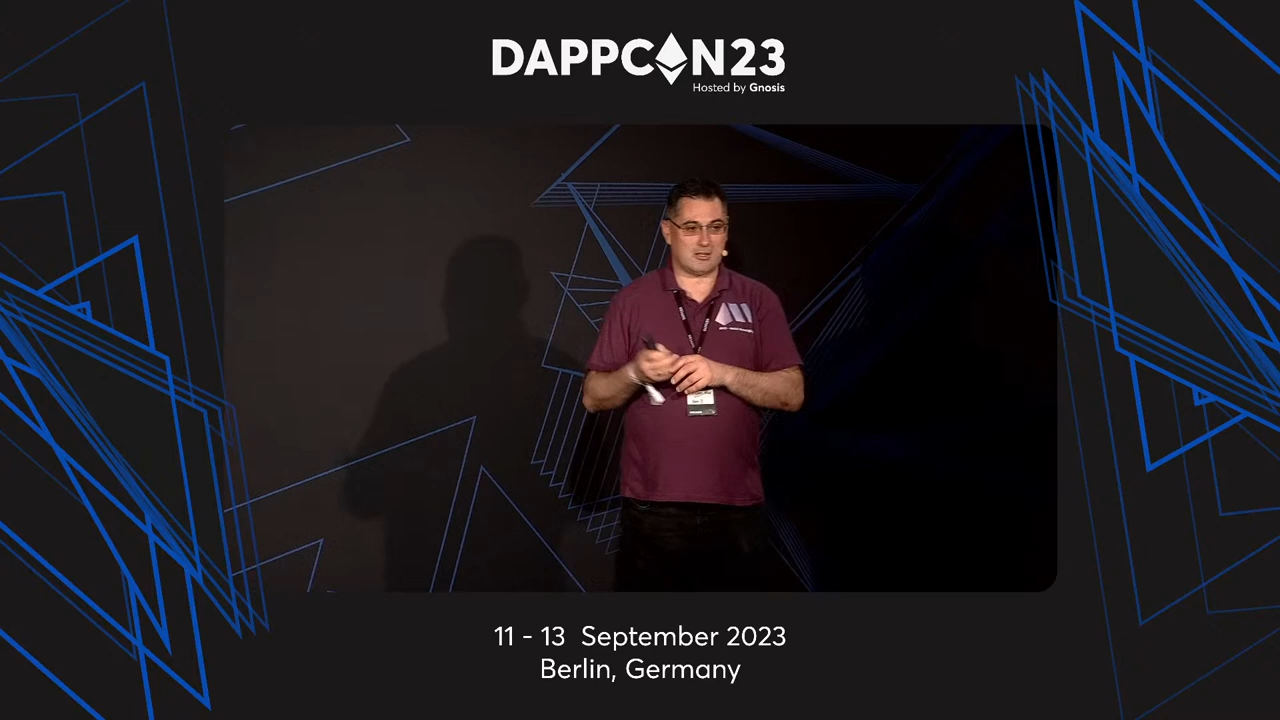 DAPPCON23
Hosted by Gnosis
11 - 13 September 2023
Berlin, Germany